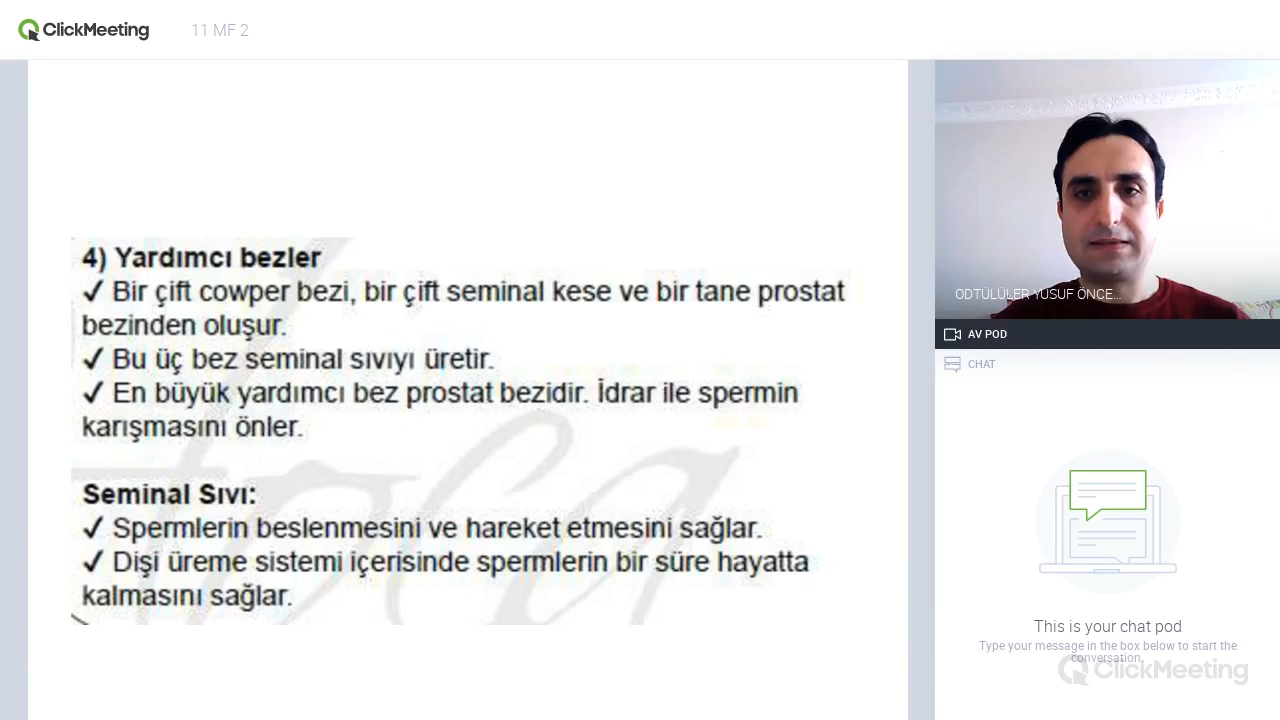 ClickMeeting
11 MF 2
4) Yardımcı bezler
✓ Bir çift cowper bezi, bir çift seminal kese ve bir tane prostat
bezinden oluşur.
✓ Bu üç bez seminal sıvıyı üretir.
✓ En büyük yardımcı bez prostat bezidir. İdrar ile spermin
karışmasını önler.
Seminal Sıvı:
✓ Spermlerin beslenmesini ve hareket etmesini sağlar.
✓ Dişi üreme sistemi içerisinde spermlerin bir süre hayatta
kalmasını sağlar.
ODTÜLÜLER YUSUF ÖNCE...
AV POD
CHAT
This is your chat pod
Type your message in the box below to start the
conversation.
ClickMeeting